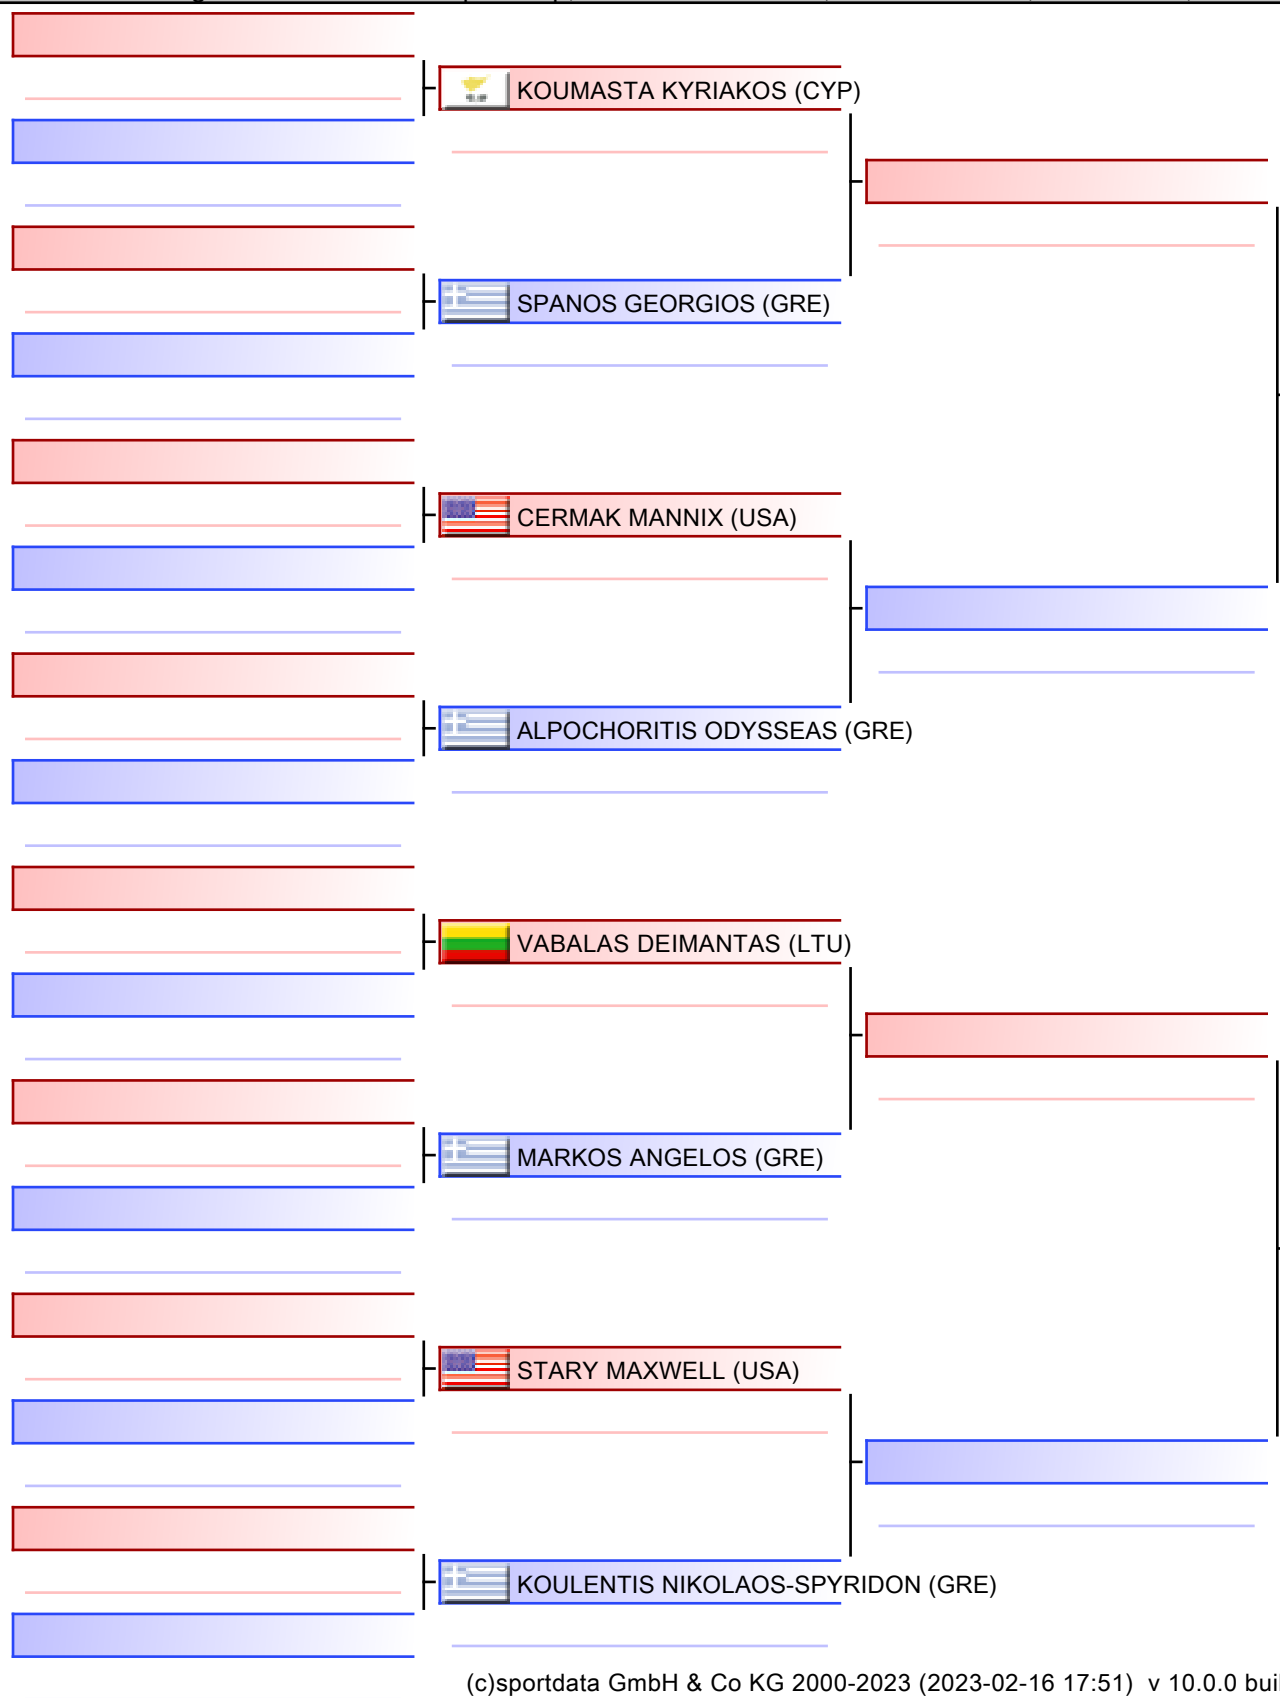 KOUMASTA KYRIAKOS (CYP)
SPANOS GEORGIOS (GRE)
CERMAK MANNIX (USA)
ALPOCHORITIS ODYSSEAS (GRE)
VABALAS DEIMANTAS (LTU)
MARKOS ANGELOS (GRE)
STARY MAXWELL (USA)
KOULENTIS NIKOLAOS-SPYRIDON (GRE)
(c)sportdata GmbH & Co KG 2000-2023 (2023-02-16 17:51) v 10.0.0 buil